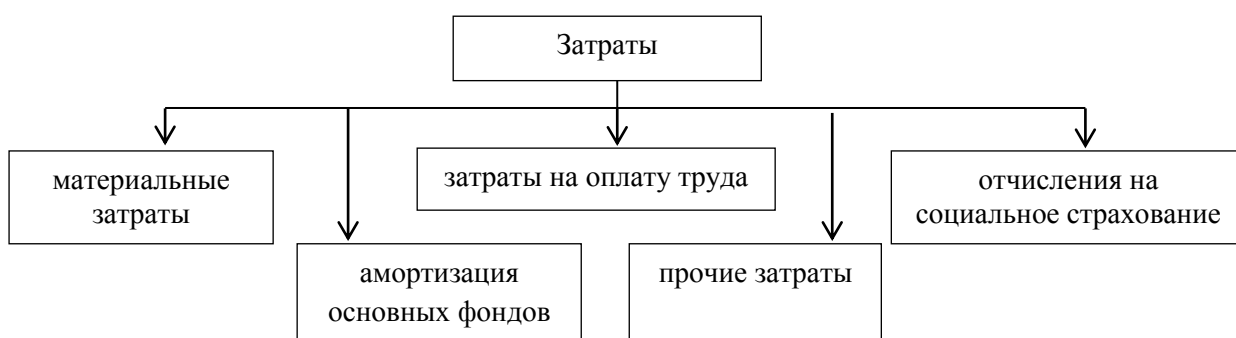 Затраты
материальные
затраты
затраты на оплату труда
отчисления на
социальное страхование
амортизация
основных фондов
прочие затраты